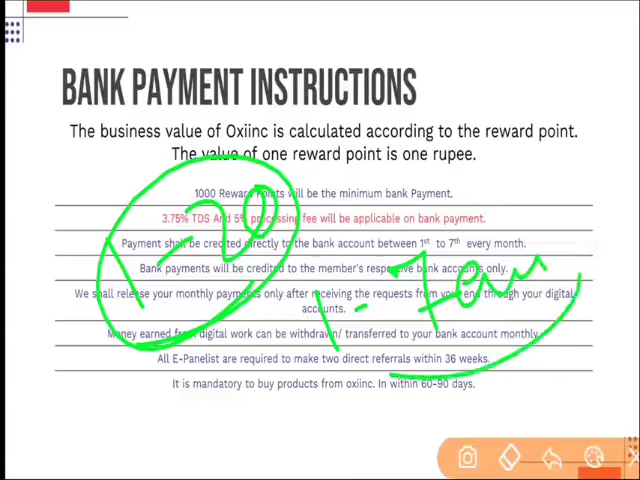 BANK PAYMENT INSTRUCTIONS
The business value of Oxiinc is calculated according to the reward point.
The value of one reward point is one rupee.
1000 Reward Points will be the minimum bank Payment.
3.75% TDS and 5% processing fee will be applicable on bank payment.
Payment shall be credited directly to the bank account between 1st to 7th every month.
Bank payments will be credited to the member's respective bank accounts only.
We shall release your monthly payments only after receiving the requests from your end through your digital
accounts.
Money earned from digital work can be withdrawn/ transferred to your bank account monthly.
All E-Panelist are required to make two direct referrals within 36 weeks.
It is mandatory to buy products from oxiinc. In within 60-90 days.
1-20
1-7